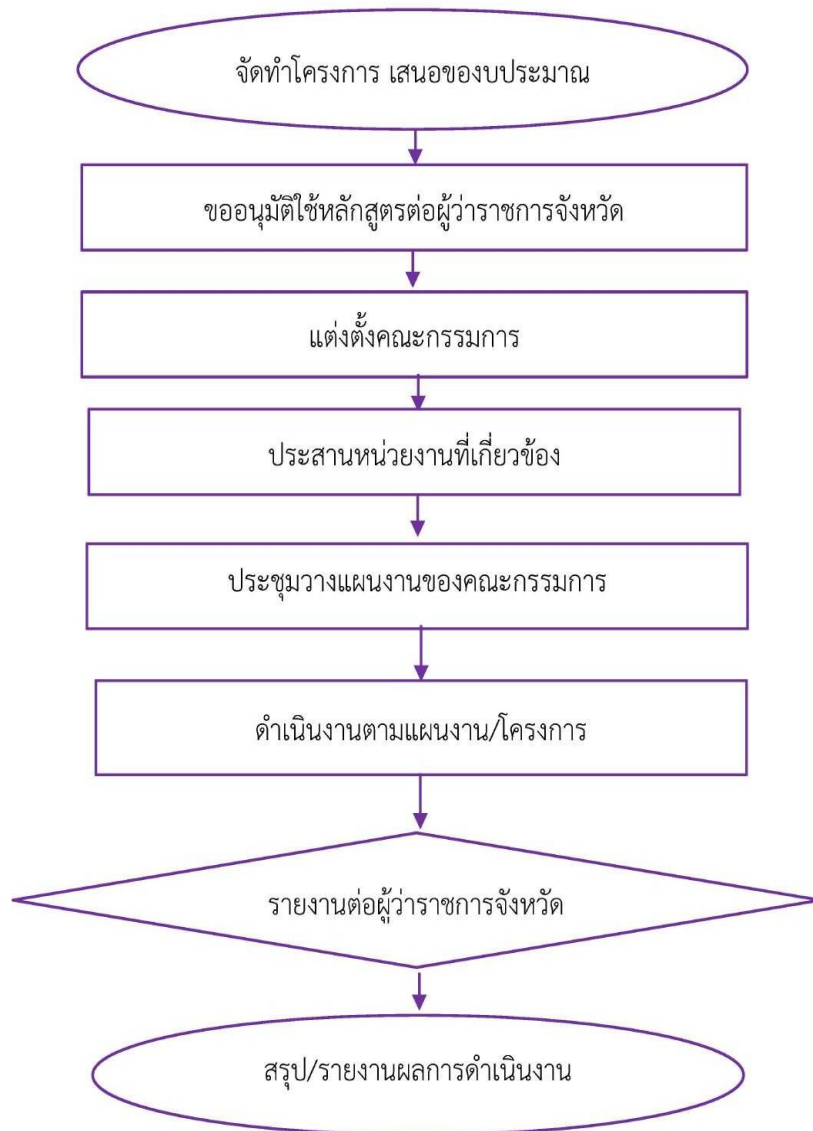 จัดทำโครงการ เสนอของบประมาณ
ขออนุมัติใช้หลักสูตรต่อผู้ว่าราชการจังหวัด
แต่งตั้งคณะกรรมการ
ประสานหน่วยงานที่เกี่ยวข้อง
ประชุมวางแผนงานของคณะกรรมการ
ดำเนินงานตามแผนงาน/โครงการ
รายงานต่อผู้ว่าราชการจังหวัด
สรุป/รายงานผลการดำเนินงาน